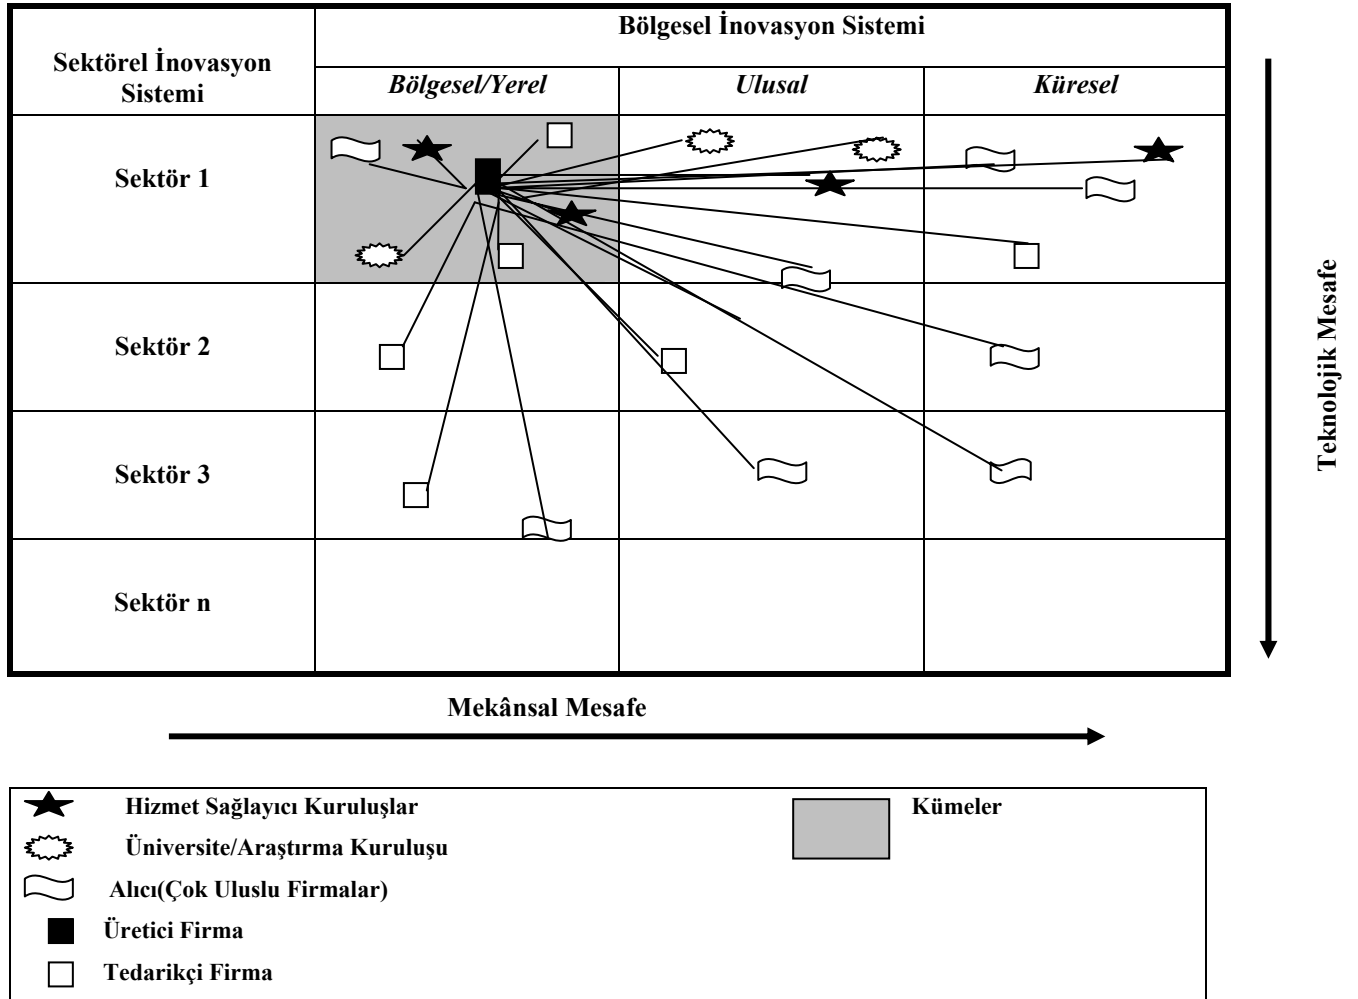 Bölgesel İnovasyon Sistemi
Sektörel İnovasyon
Sistemi
Bölgesel/Yerel
Ulusal
Küresel
Sektör 1
Sektör 2
Sektör 3
Sektör n
Teknolojik Mesafe
Mekânsal Mesafe
Hizmet Sağlayıcı Kuruluşlar
Kümeler
Üniversite/Araştırma Kuruluşu
Alıcı(Çok Uluslu Firmalar)
Üretici Firma
Tedarikçi Firma